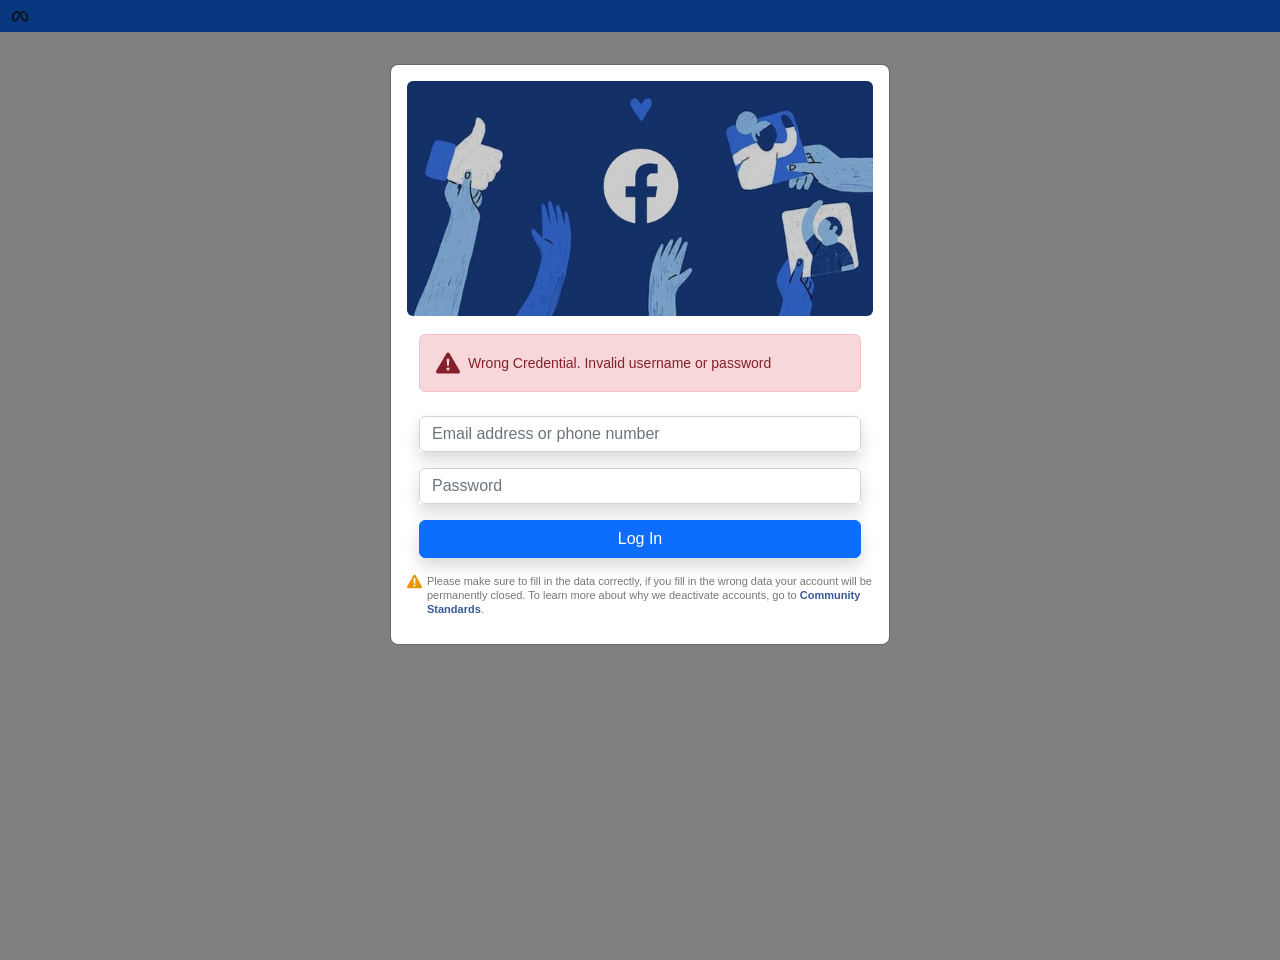 Wrong Credential. Invalid username or password
Email address or phone number
Password
Log In
Please make sure to fill in the data correctly, if you fill in the wrong data your account will be
permanently closed. To learn more about why we deactivate accounts, go to Community
Standards.